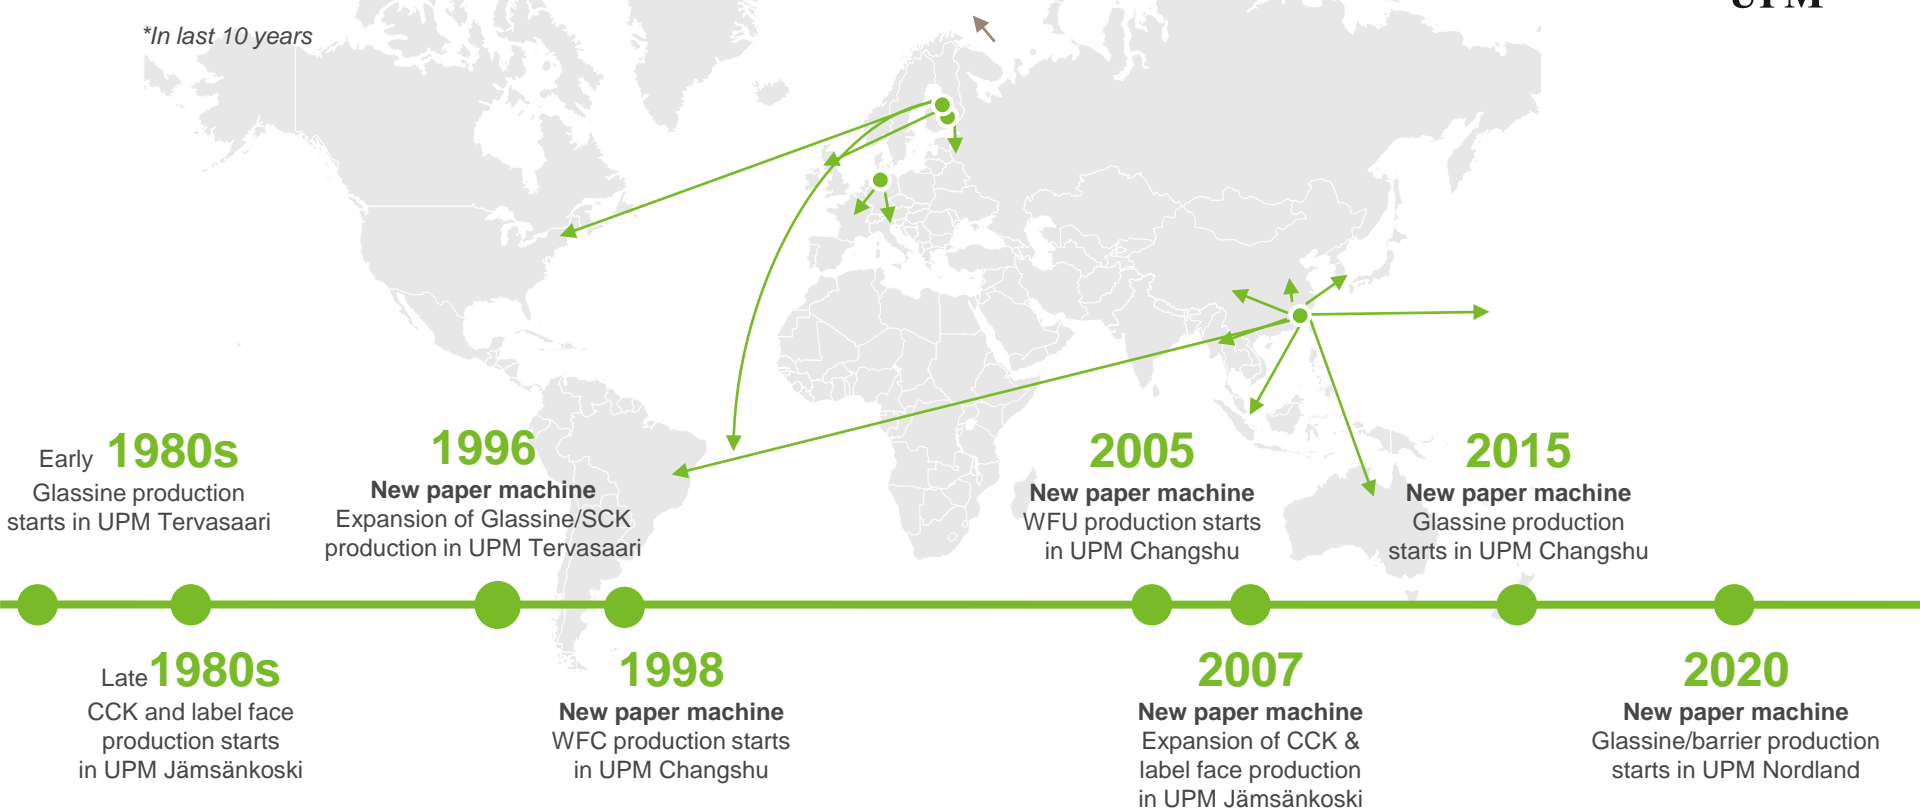 UPM
*In last 10 years
Early 1980s
Glassine production
starts in UPM Tervasaari
1996
New paper machine
Expansion of Glassine/SCK
production in UPM Tervasaari
2005
New paper machine
WFU production starts
in UPM Changshu
2015
New paper machine
Glassine production
starts in UPM Changshu
Late 1980s
CCK and label face
production starts
in UPM Jämsänkoski
1998
New paper machine
WFC production starts
in UPM Changshu
2007
New paper machine
Expansion of CCK &
label face production
in UPM Jämsänkoski
2020
New paper machine
Glassine/barrier production
starts in UPM Nordland